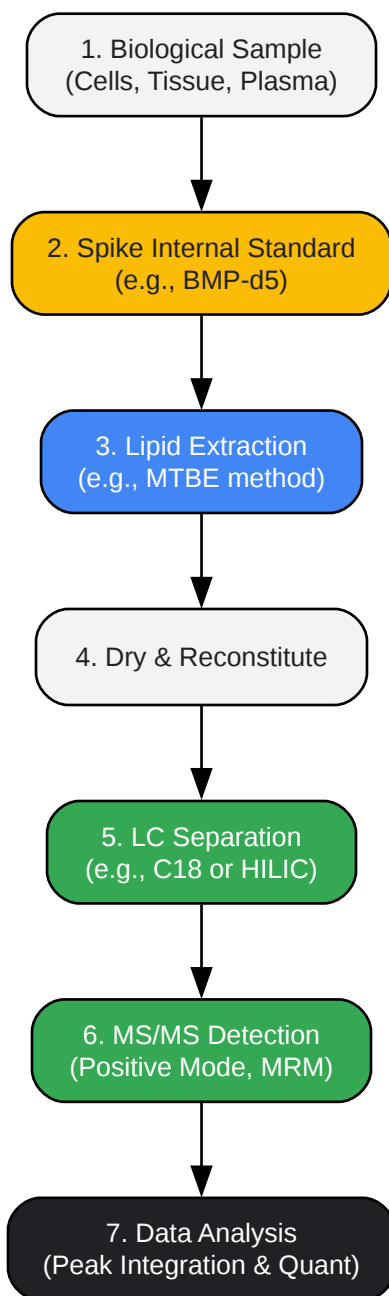 1. Biological Sample
(Cells, Tissue, Plasma)
2. Spike Internal Standard
(e.g., BMP-d5)
3. Lipid Extraction
(e.g., MTBE method)
4. Dry & Reconstitute
5. LC Separation
(e.g., C18 or HILIC)
6. MS/MS Detection
(Positive Mode, MRM)
7. Data Analysis
(Peak Integration & Quant)